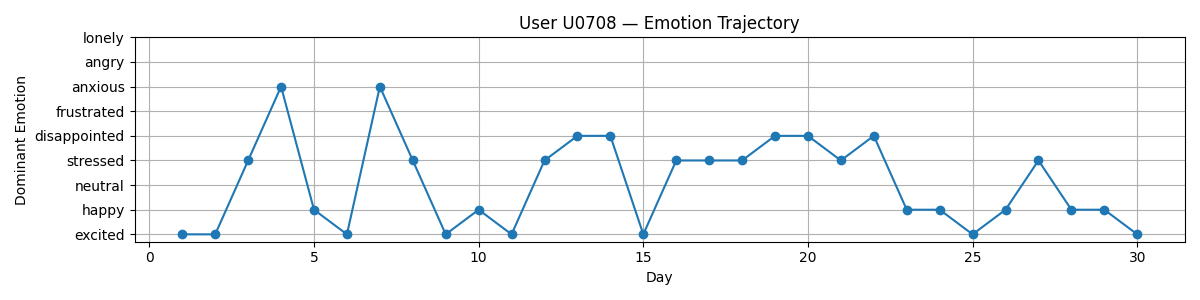 User U0708 — Emotion Trajectory
Dominant Emotion
lonely
angry
anxious
frustrated
disappointed
stressed
neutral
happy
excited
0 5 10 15 20 25 30
Day